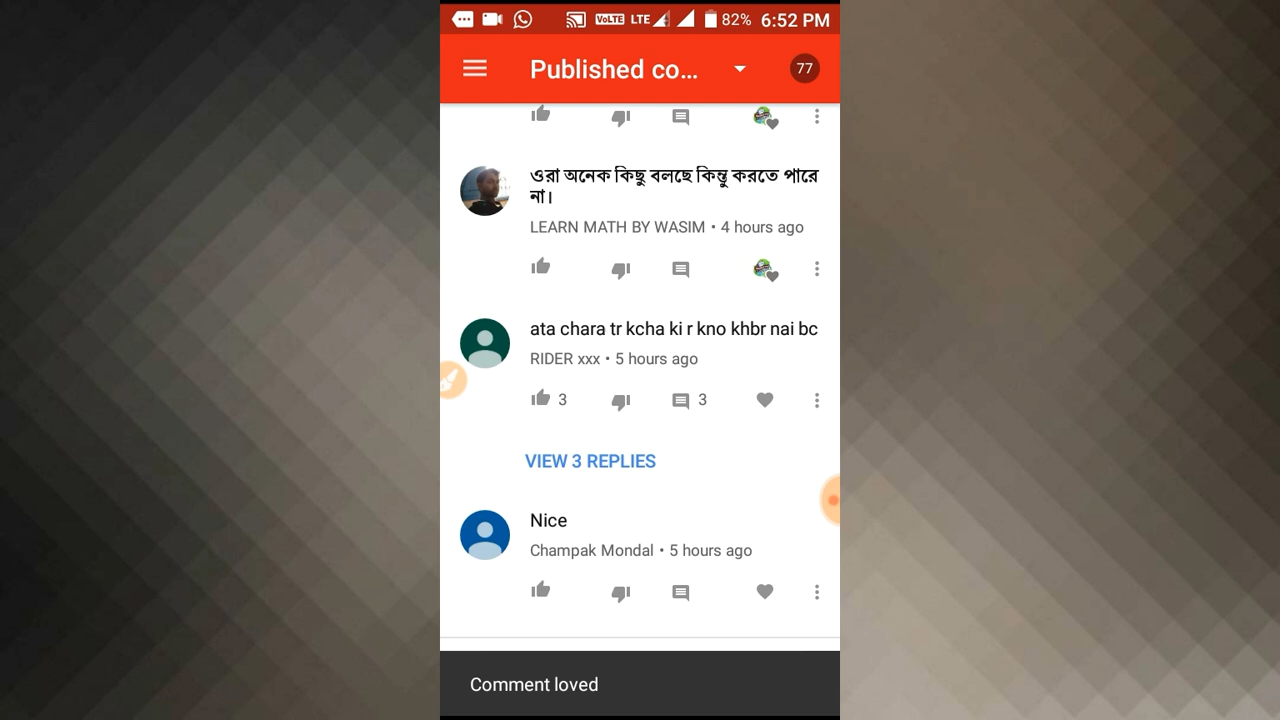 VoLTE LTE 82% 6:52 PM
Published co... 77
ওরা অনেক কিছু বলছে কিন্তু করতে পারে
না।
LEARN MATH BY WASIM • 4 hours ago
ata chara tr kcha ki r kno khbr nai bc
RIDER xxx • 5 hours ago
3 3
VIEW 3 REPLIES
Nice
Champak Mondal • 5 hours ago
Comment loved